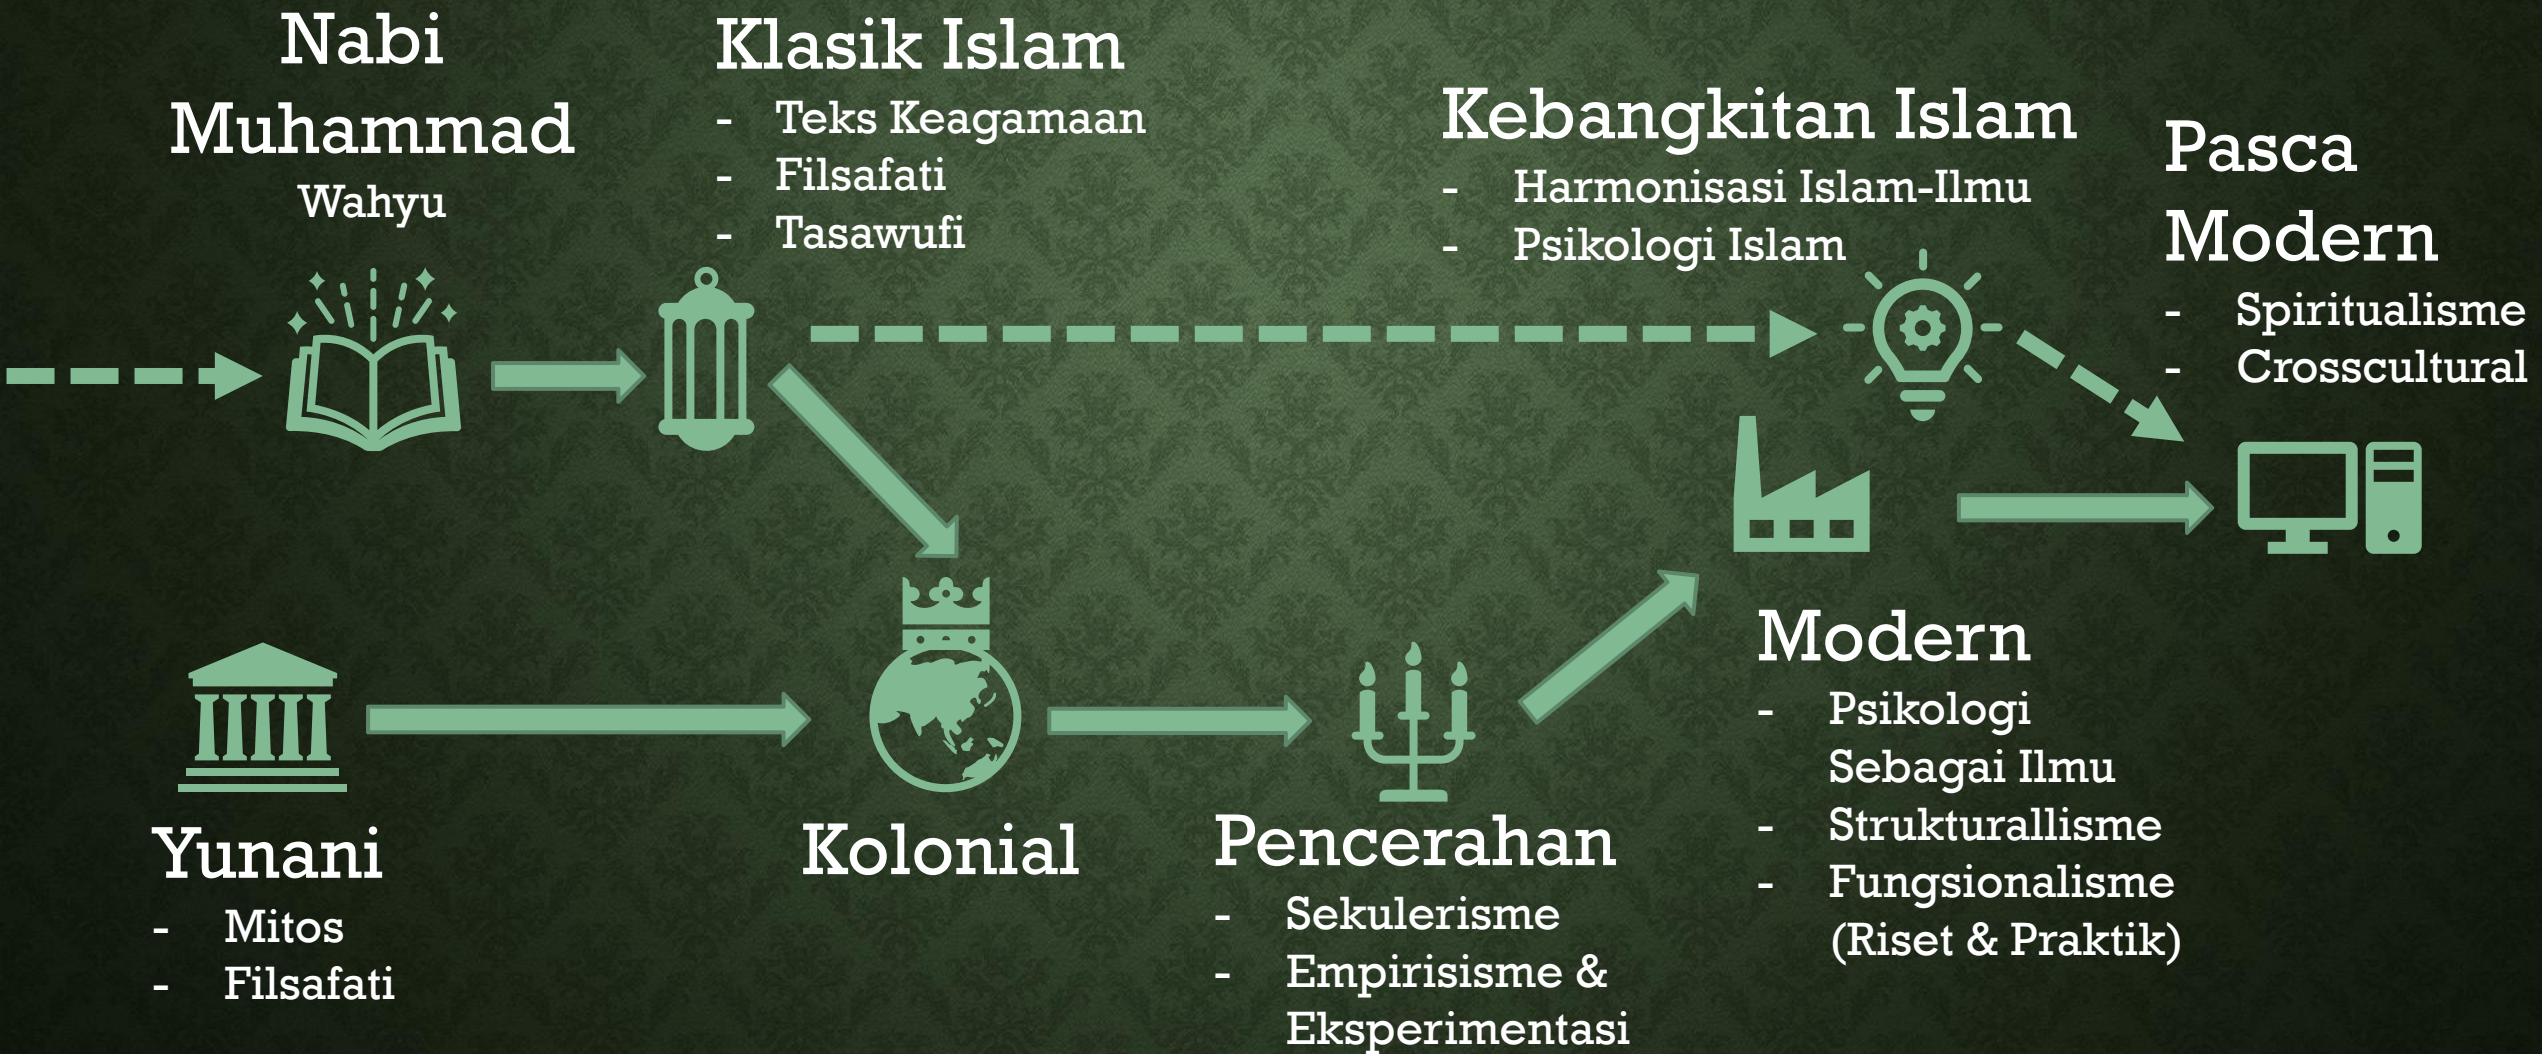 Nabi
Muhammad
Wahyu
Klasik Islam
- Teks Keagamaan
- Filsafati
- Tasawufi
Kebangkitan Islam
- Harmonisasi Islam-Ilmu
- Psikologi Islam
Pasca
Modern
- Spiritualisme
- Crosscultural
Yunani
- Mitos
- Filsafati
Kolonial
Pencerahan
- Sekulerisme
- Empirisisme &
Eksperimentasi
Modern
- Psikologi
Sebagai Ilmu
- Strukturallisme
- Fungsionalisme
(Riset & Praktik)